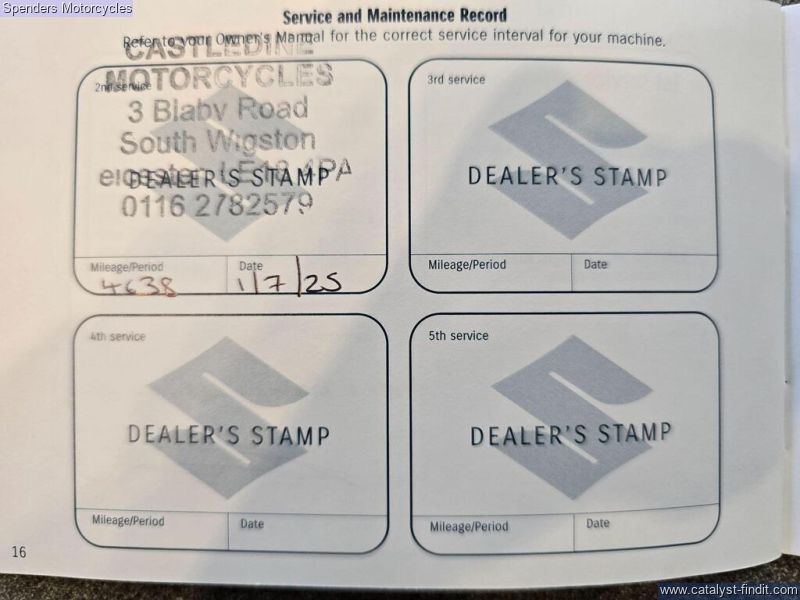 Spenders Motorcycles
Service and Maintenance Record
Refer to your Owner's Manual for the correct service interval for your machine.
2nd service
CASTLEDINE
MOTORCYCLES
3 Blaby Road
South Wigston
LE18 4PA
0116 2782579
DEALER'S STAMP
Mileage/Period
4638
Date
1/7/25
3rd service
DEALER'S STAMP
Mileage/Period
Date
4th service
DEALER'S STAMP
Mileage/Period
Date
5th service
DEALER'S STAMP
Mileage/Period
Date
16
www.catalyst-findit.com